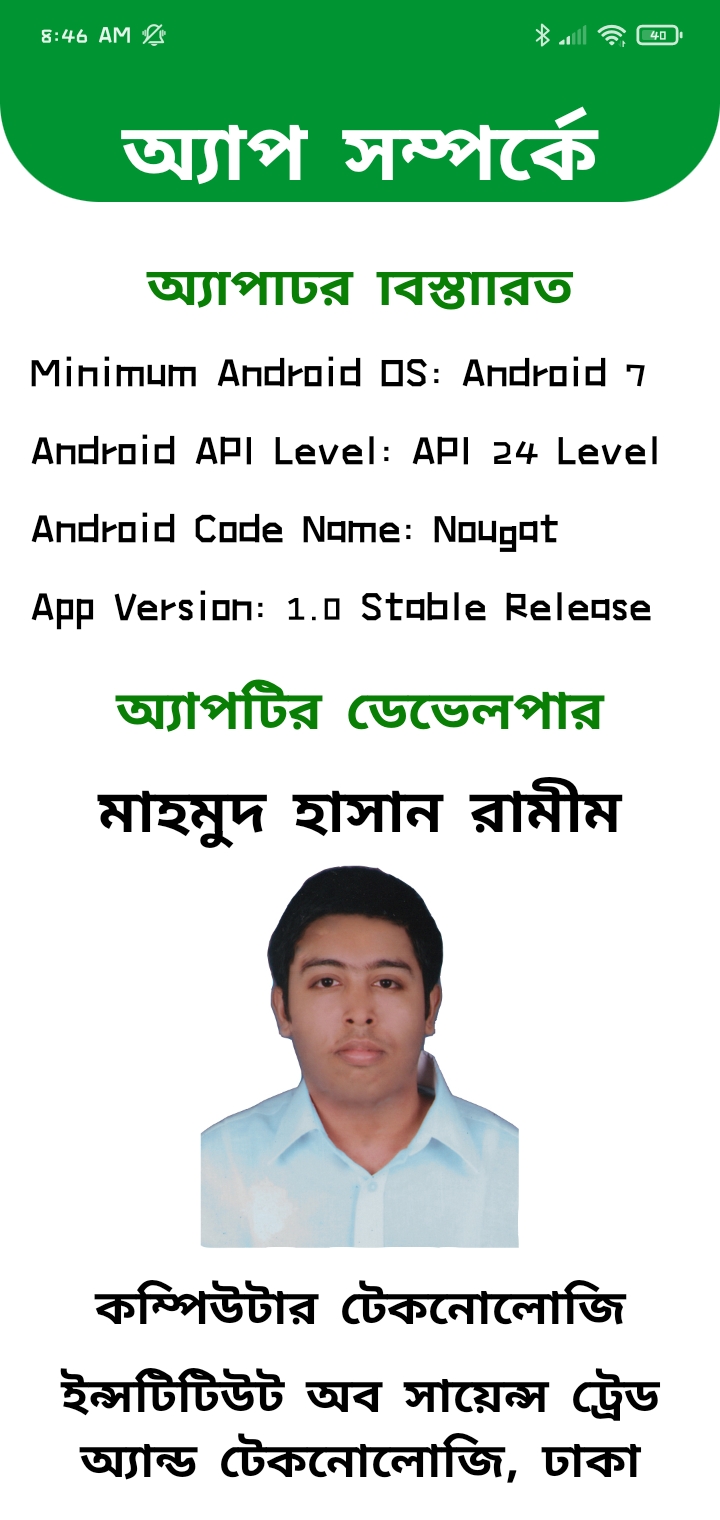 8:46 AM
40
অ্যাপ সম্পর্কে
অ্যাপটির বিস্তারিত
Minimum Android OS: Android 7
Android API Level: API 24 Level
Android Code Name: Nougat
App Version: 1.0 Stable Release
অ্যাপটির ডেভেলপার
মাহমুদ হাসান রামীম
কম্পিউটার টেকনোলোজি
ইন্সটিটিউট অব সায়েন্স ট্রেড
অ্যান্ড টেকনোলোজি, ঢাকা